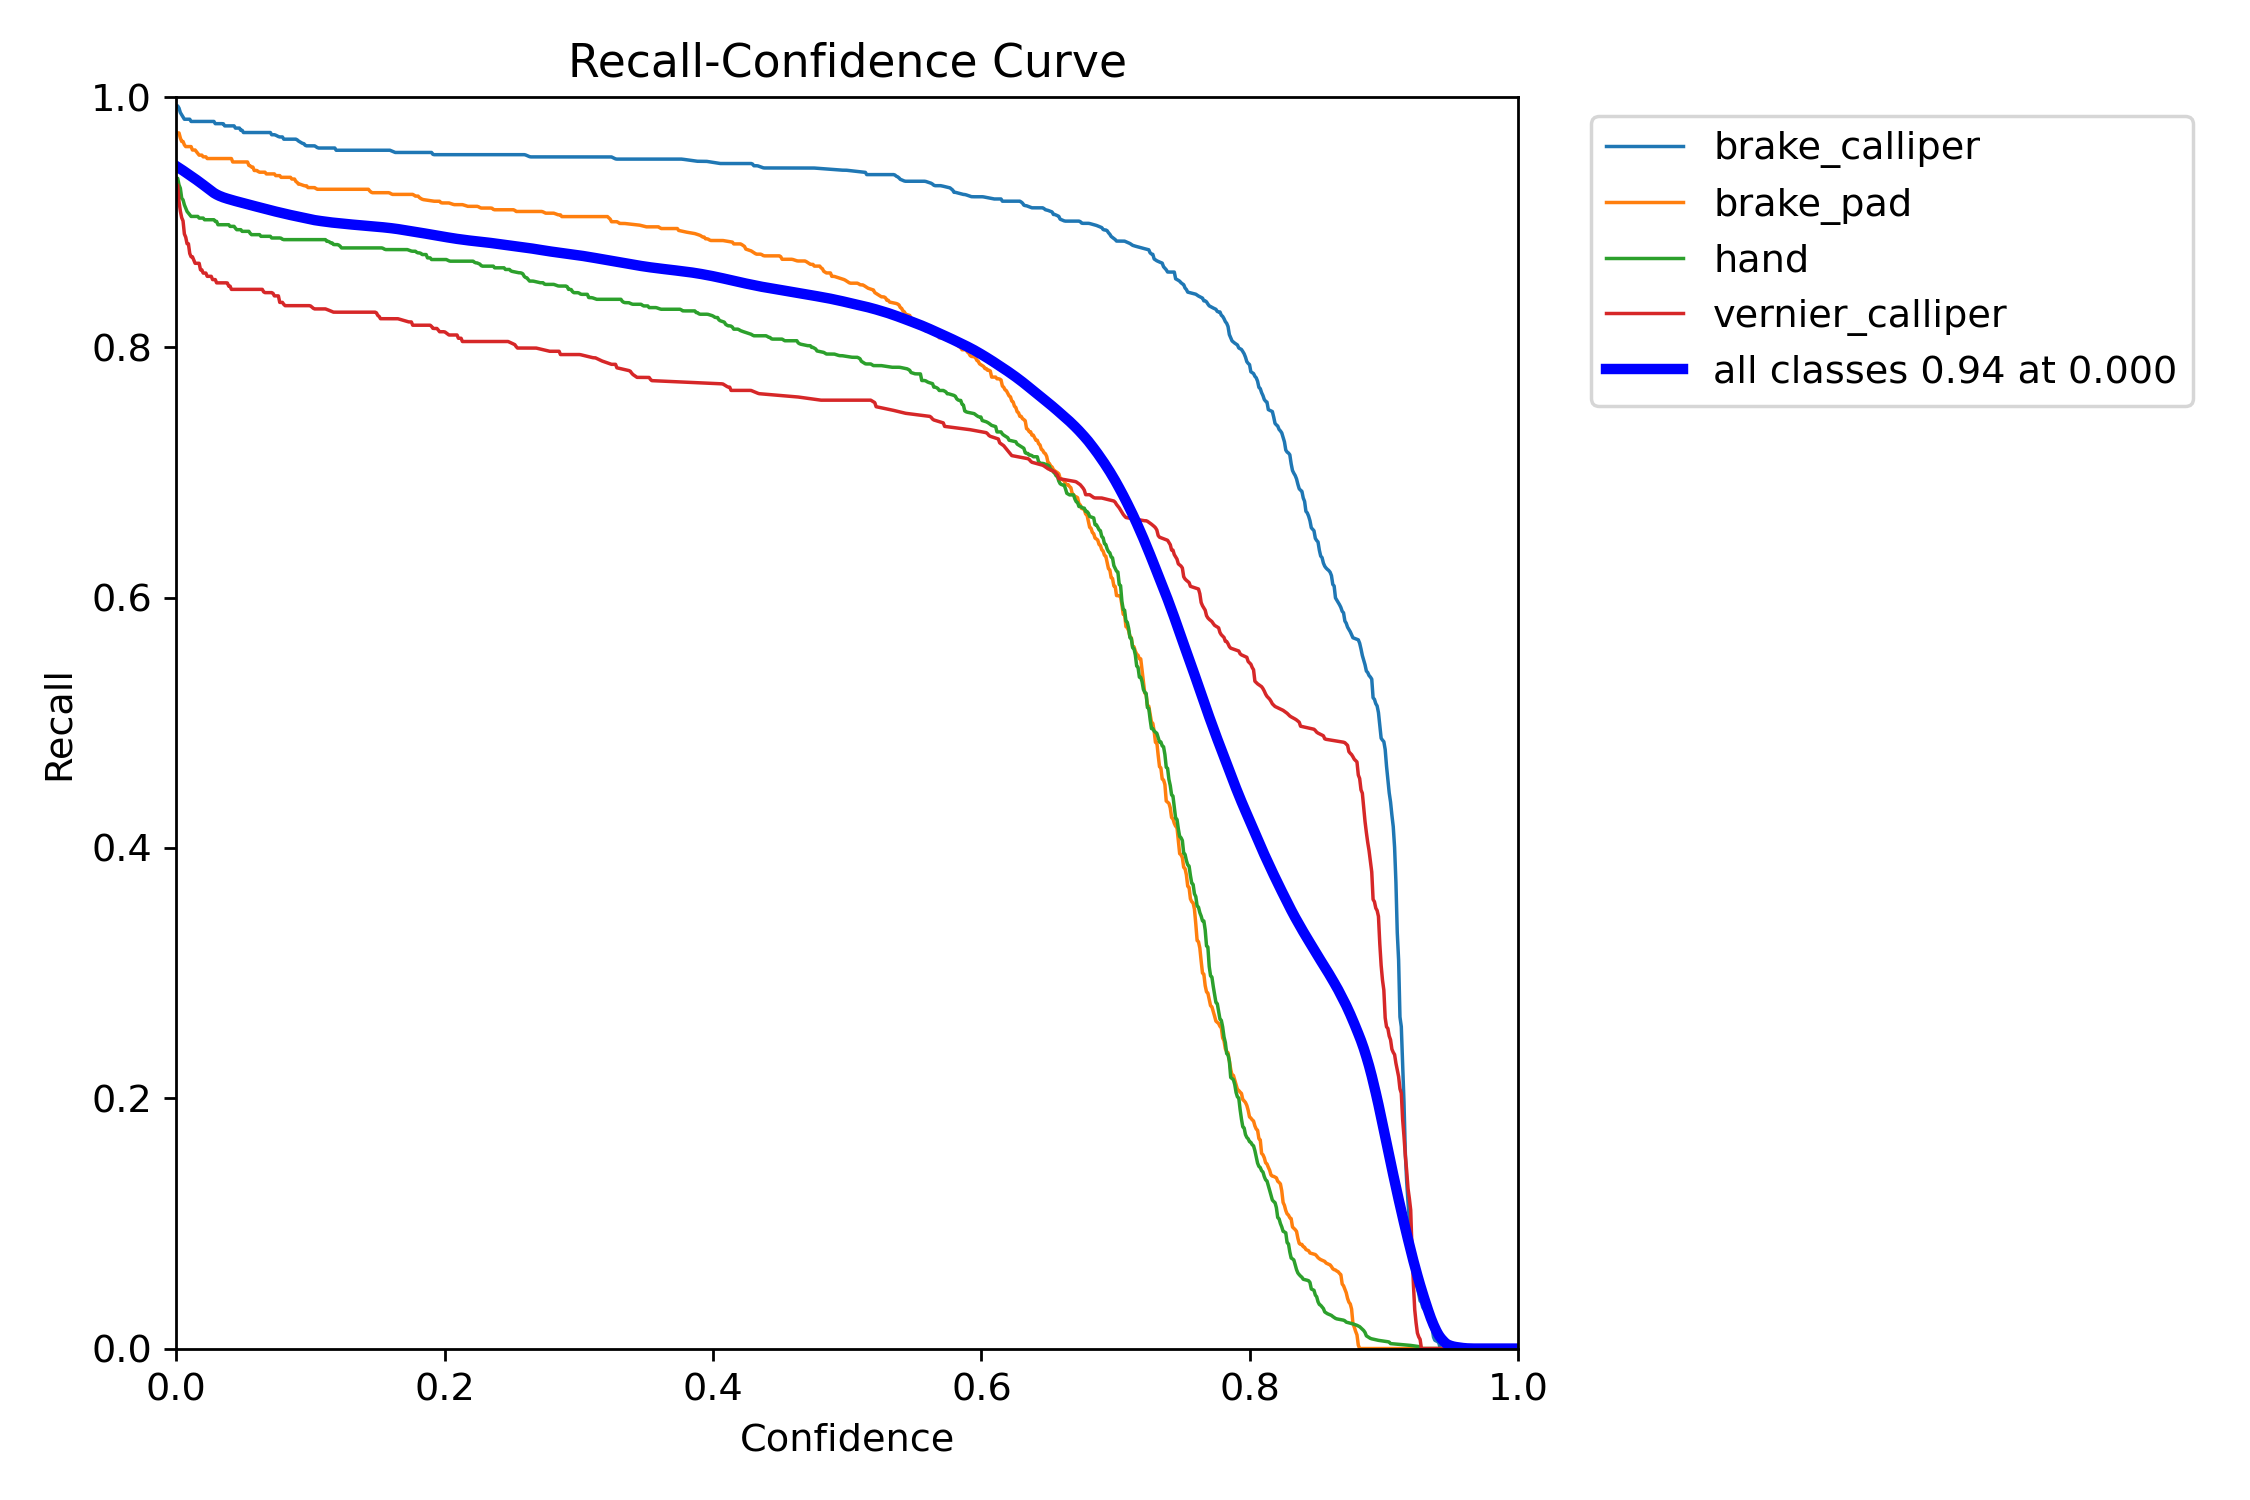 Recall-Confidence Curve
1.0
0.8
0.6
0.4
0.2
0.0
Recall
0.0 0.2 0.4 0.6 0.8 1.0
Confidence
brake_calliper
brake_pad
hand
vernier_calliper
all classes 0.94 at 0.000